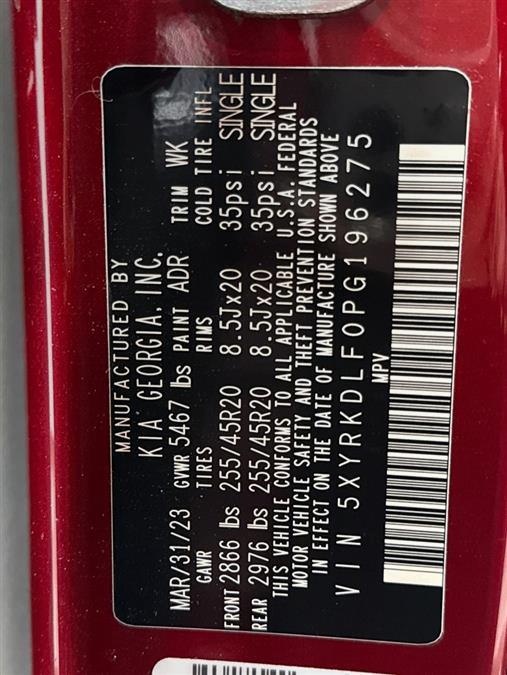 MANUFACTURED BY
KIA GEORGIA, INC.
MAR/31/23 GVWR 5467 lbs PAINT ADR TRIM WK
GAWR TIRES RIMS COLD TIRE INFL
FRONT 2866 lbs 255/45R20 8.5Jx20 35psi SINGLE
REAR 2976 lbs 255/45R20 8.5Jx20 35psi SINGLE
THIS VEHICLE CONFORMS TO ALL APPLICABLE U.S.A. FEDERAL
MOTOR VEHICLE SAFETY AND THEFT PREVENTION STANDARDS
IN EFFECT ON THE DATE OF MANUFACTURE SHOWN ABOVE
VIN 5XYRKDLF0PG196275
MPV